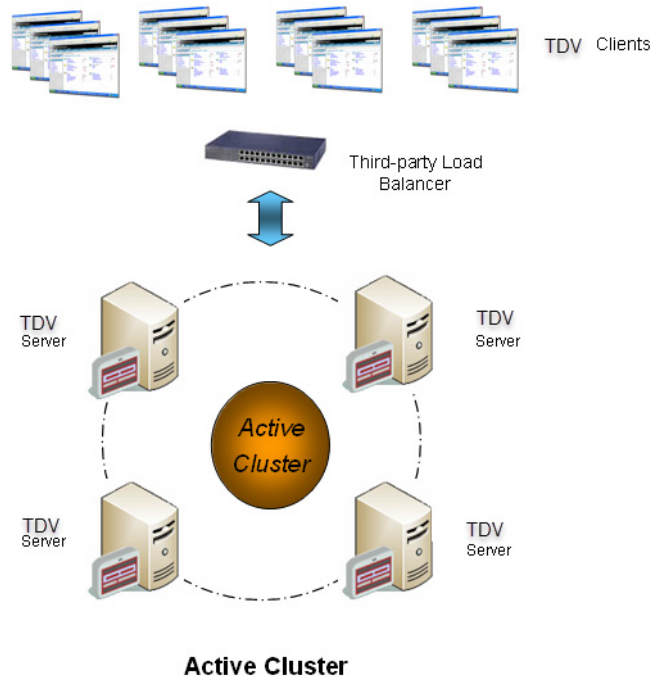 TDV Clients
Third-party Load
Balancer
TDV
Server
TDV
Server
Active
Cluster
TDV
Server
TDV
Server
Active Cluster